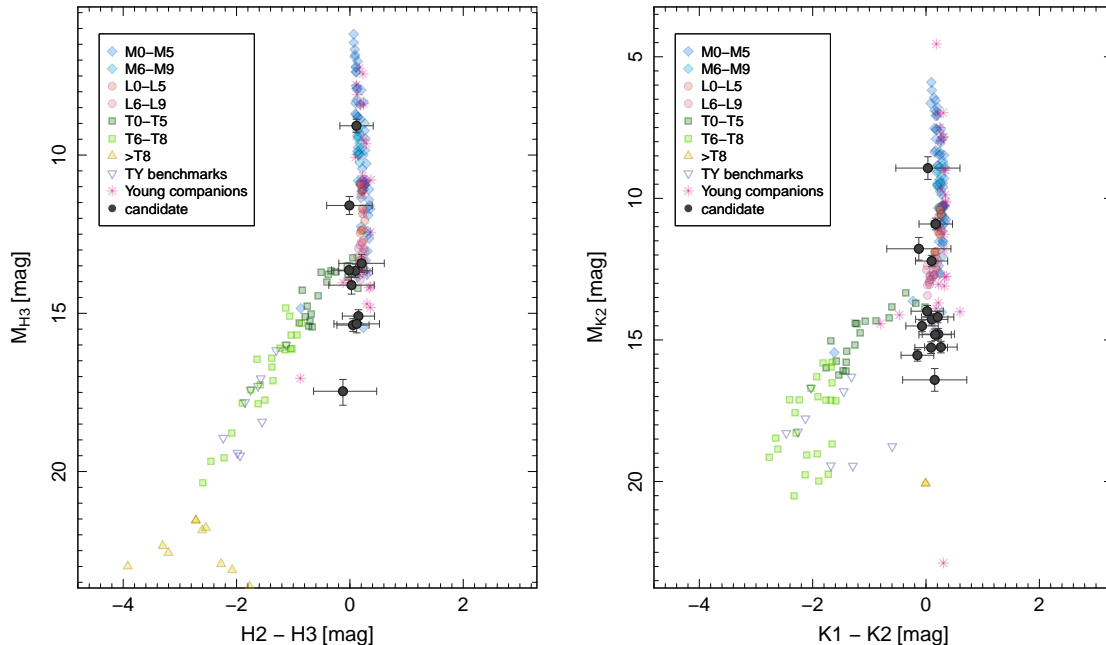 M0−M5
M6−M9
L0−L5
L6−L9
T0−T5
T6−T8
>T8
TY benchmarks
Young companions
candidate
10
15
20
M_H3 [mag]
−4
−2
0
2
H2 − H3 [mag]
M0−M5
M6−M9
L0−L5
L6−L9
T0−T5
T6−T8
>T8
TY benchmarks
Young companions
candidate
5
10
15
20
M_K2 [mag]
−4
−2
0
2
K1 − K2 [mag]